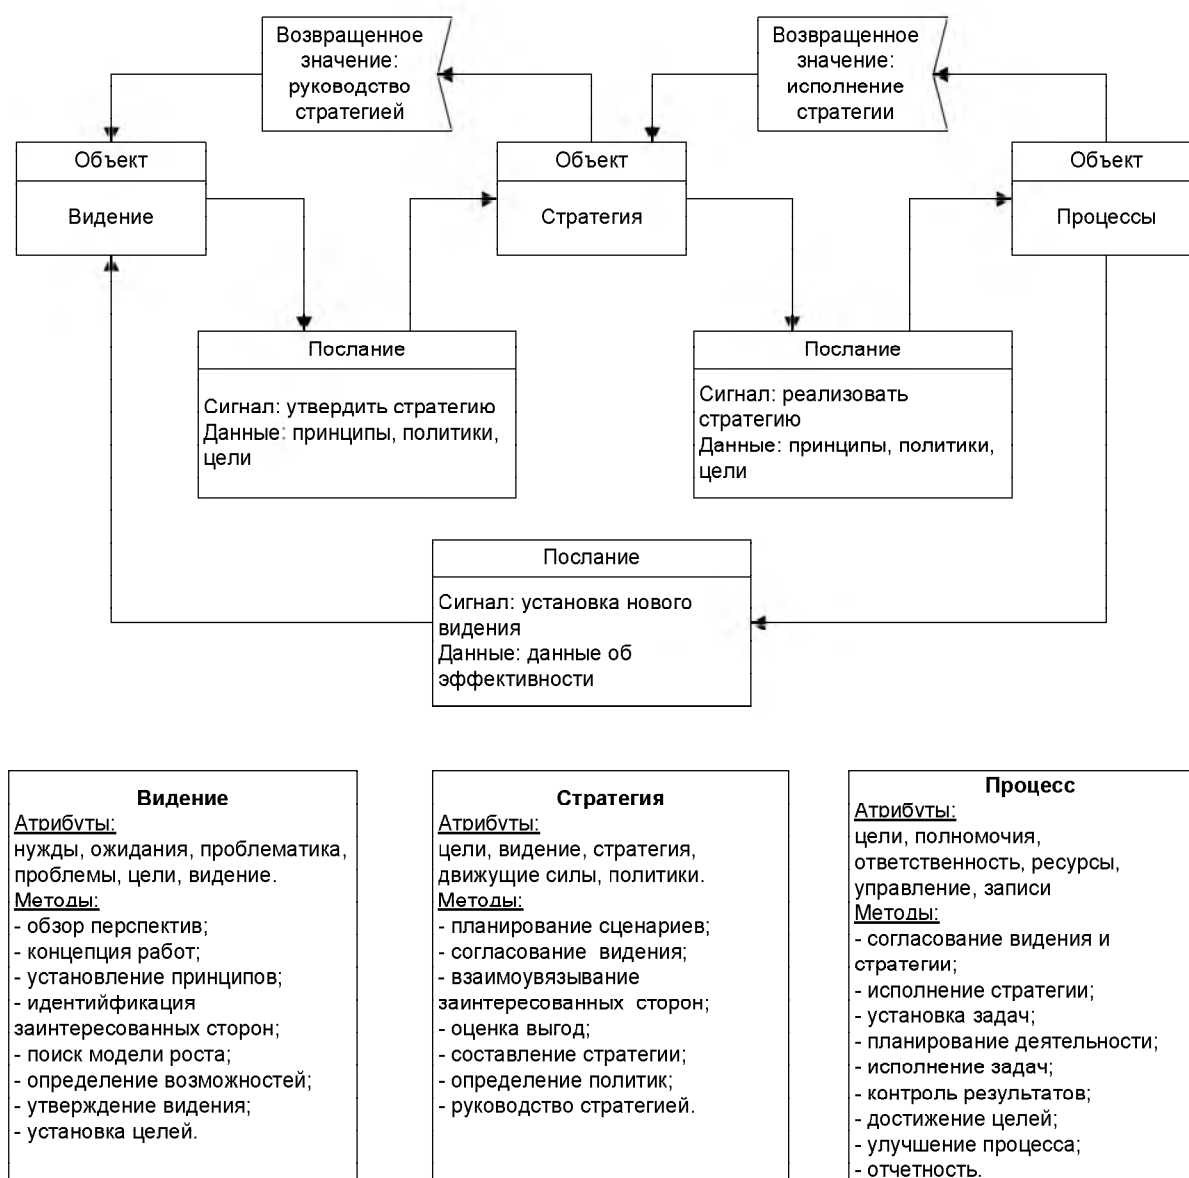 Возвращенное
значение:
руководство
стратегией
Возвращенное
значение:
исполнение
стратегии
Объект
Видение
Объект
Стратегия
Объект
Процессы
Послание
Сигнал: утвердить стратегию
Данные: принципы, политики,
цели
Послание
Сигнал: реализовать
стратегию
Данные: принципы, политики,
цели
Послание
Сигнал: установка нового
видения
Данные: данные об
эффективности
Видение
Атрибуты:
нужды, ожидания, проблематика,
проблемы, цели, видение.
Методы:
- обзор перспектив;
- концепция работ;
- установление принципов;
- идентийфикация
заинтересованных сторон;
- поиск модели роста;
- определение возможностей;
- утверждение видения;
- установка целей.
Стратегия
Атрибуты:
цели, видение, стратегия,
движущие силы, политики.
Методы:
- планирование сценариев;
- согласование видения;
- взаимоувязывание
заинтересованных сторон;
- оценка выгод;
- составление стратегии;
- определение политик;
- руководство стратегией.
Процесс
Атрибуты:
цели, полномочия,
ответственность, ресурсы,
управление, записи
Методы:
- согласование видения и
стратегии;
- исполнение стратегии;
- установка задач;
- планирование деятельности;
- исполнение задач;
- контроль результатов;
- достижение целей;
- улучшение процесса;
- отчетность.